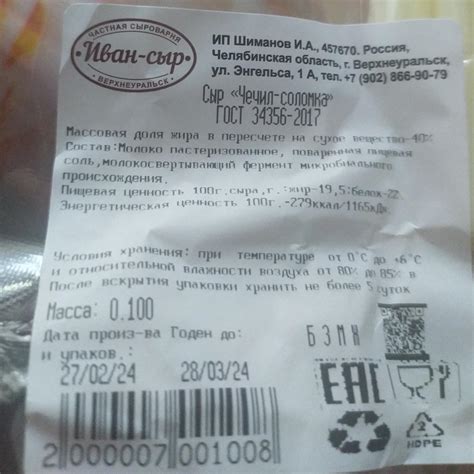 ЧАСТНАЯ СЫРОВАРНЯ
Иван-сыр
ВЕРХНЕУРАЛЬСК
ИП Шиманов И.А., 457670. Россия,
Челябинская область, г. Верхнеуральск,
ул. Энгельса, 1 А, тел. +7 (902) 866-90-79
Сыр «Чечил-соломка»
ГОСТ 34356-2017
Массовая доля жира в пересчете на сухое вещество-40%
Состав:Молоко пастеризованное, поваренная пищевая
соль,молокосвертывающий фермент микробиального
происхождения.
Пищевая ценность 100г.сыра,г.:жир-19,5:белок-22.
Энергетическая ценность 100г.-279ккал/1165кДж.
Условия хранения: при температуре от 0°С до +6°С
и относительной влажности воздуха от 80% до 85% в
После вскрытия упаковки хранить не более 5 суток
Масса: 0.100
Дата произ-ва Годен до:
и упаков.:
27/02/24 28/03/24
БЗМЖ
EAC
2
HDPE
2 000007 001008